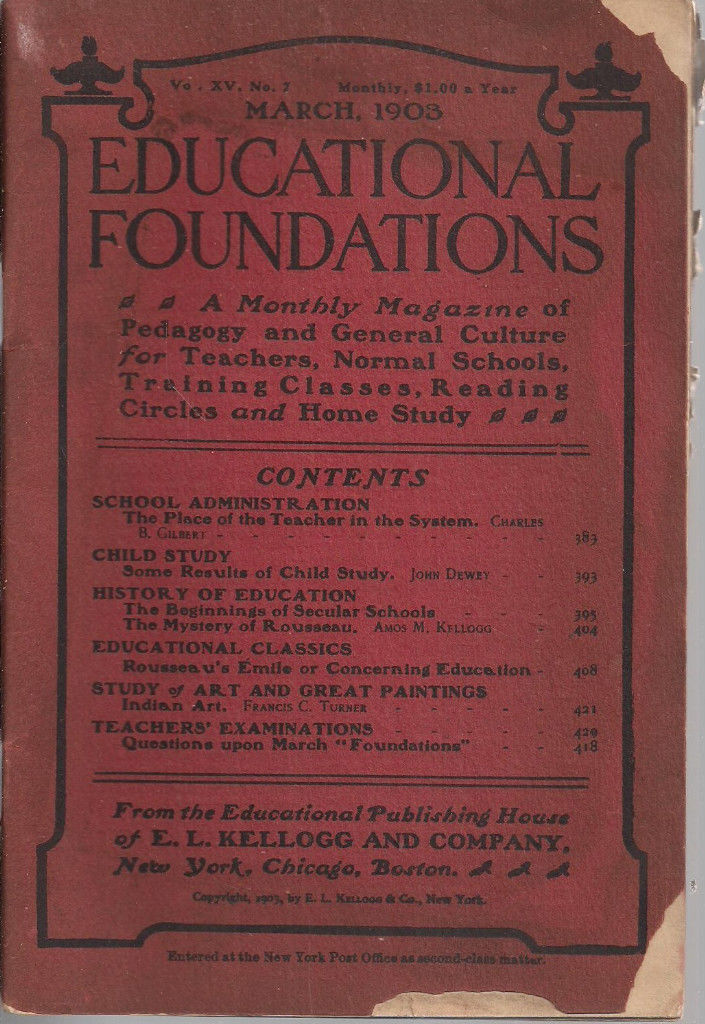 Vol. XV. No. 7 Monthly, $1.00 a Year
MARCH, 1903
EDUCATIONAL
FOUNDATIONS
A Monthly Magazine of
Pedagogy and General Culture
for Teachers, Normal Schools,
Training Classes, Reading
Circles and Home Study
CONTENTS
SCHOOL ADMINISTRATION
The Place of the Teacher in the System. CHARLES
B. GILBERT - - - - - - - - - - 383
CHILD STUDY
Some Results of Child Study. JOHN DEWEY - - 393
HISTORY OF EDUCATION
The Beginnings of Secular Schools - - - 395
The Mystery of Rousseau. AMOS M. KELLOGG - 404
EDUCATIONAL CLASSICS
Rousseau's Émile or Concerning Education - 408
STUDY of ART AND GREAT PAINTINGS
Indian Art. FRANCIS C. TURNER - - - - - 421
TEACHERS' EXAMINATIONS - - - - - 429
Questions upon March "Foundations" - - 418
From the Educational Publishing House
of E. L. KELLOGG AND COMPANY,
New York, Chicago, Boston.
Copyright, 1903, by E. L. KELLOGG & Co., New York.
Entered at the New York Post Office as second-class matter.